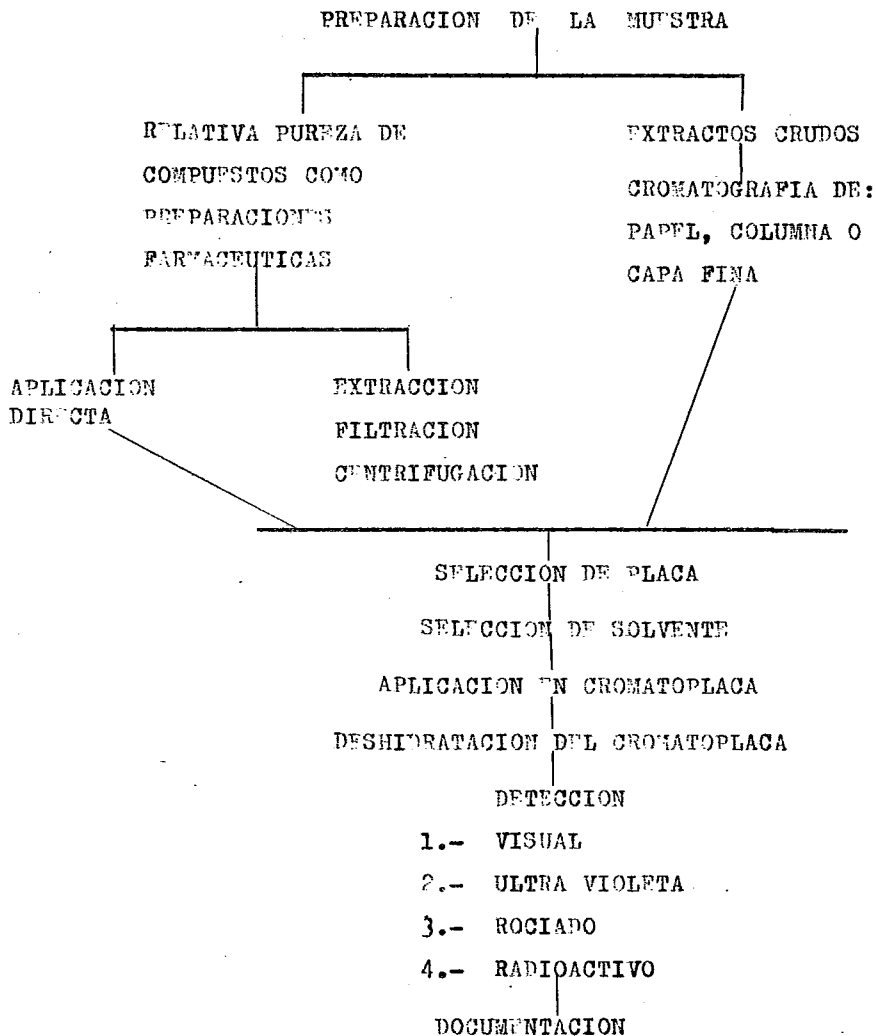 PREPARACION DE LA MUESTRA
RELATIVA PUREZA DE
COMPUESTOS COMO
PREPARACIONES
FARMACEUTICAS
EXTRACTOS CRUDOS
CROMATOGRAFIA DE:
PAPEL, COLUMNA O
CAPA FINA
APLICACION
DIRECTA
EXTRACCION
FILTRACION
CENTRIFUGACION
SELECCION DE PLACA
SELECCION DE SOLVENTE
APLICACION EN CROMATOPLACA
DESHIDRATACION DEL CROMATOPLACA
DETECCION
1.- VISUAL
2.- ULTRA VIOLETA
3.- ROCIADO
4.- RADIOACTIVO
DOCUMENTACION